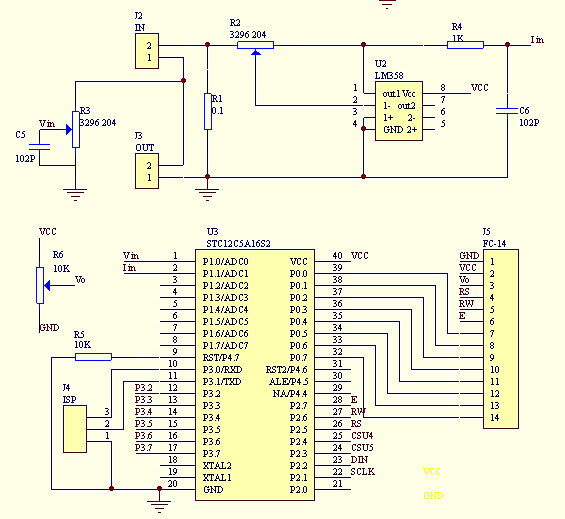 J2
IN
2
1
R2
3296 204
R4
1K
I in
U2
LM358
1
2
3
4
out1 Vcc
1- out2
1+ 2-
GND 2+
8
7
6
5
VCC
R1
0.1
C6
102P
R3
3296 204
V in
C5
102P
J3
OUT
2
1
VCC
R6
10K
Vo
GND
R5
10K
J4
ISP
3
2
1
U3
STC12C5A16S2
V in 1 P1.0/ADC0 VCC 40 VCC
I in 2 P1.1/ADC1 P0.0 39
3 P1.2/ADC2 P0.1 38
4 P1.3/ADC3 P0.2 37
5 P1.4/ADC4 P0.3 36
6 P1.5/ADC5 P0.4 35
7 P1.6/ADC6 P0.5 34
8 P1.7/ADC7 P0.6 33
9 RST/P4.7 P0.7 32
10 P3.0/RXD RST2/P4.6 31
11 P3.1/TXD ALE/P4.5 30
P3.2 12 P3.2 NA/P4.4 29
P3.3 13 P3.3 P2.7 28 E
P3.4 14 P3.4 P2.6 27 RW
P3.5 15 P3.5 P2.5 26 RS
P3.6 16 P3.6 P2.4 25 CSU4
P3.7 17 P3.7 P2.3 24 CSU5
18 XTAL2 P2.2 23 DIN
19 XTAL1 P2.1 22 SCLK
20 GND P2.0 21
J5
FC-14
GND 1
VCC 2
Vo 3
RS 4
RW 5
E 6
7
8
9
10
11
12
13
14
VCC
GND